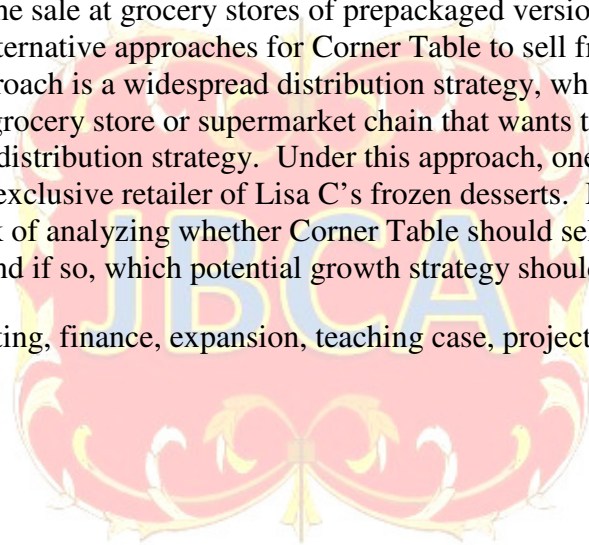 he sale at grocery stores of prepackaged versio
ternative approaches for Corner Table to sell fr
roach is a widespread distribution strategy, wh
grocery store or supermarket chain that wants t
distribution strategy. Under this approach, one
exclusive retailer of Lisa C's frozen desserts.
k of analyzing whether Corner Table should sel
nd if so, which potential growth strategy shoul
ting, finance, expansion, teaching case, project
JBCA